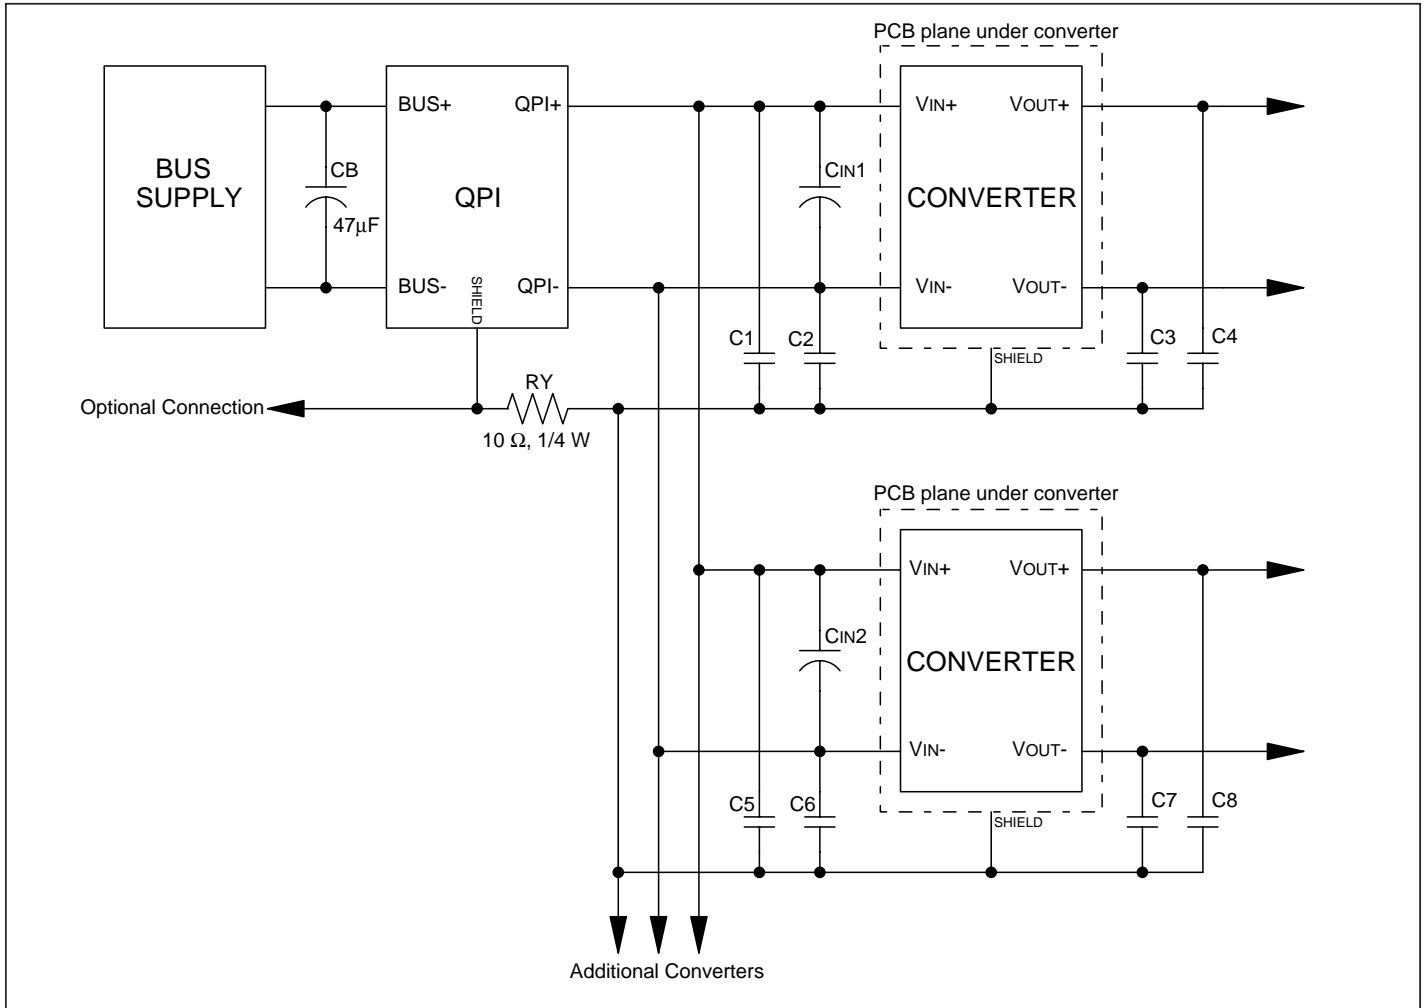 PCB plane under converter
BUS
SUPPLY
CB
47µF
BUS+
QPI+
QPI
BUS-
SHIELD
QPI-
CIN1
VIN+
VOUT+
CONVERTER
VIN-
VOUT-
C1
C2
SHIELD
C3
C4
Optional Connection
RY
10 Ω, 1/4 W
PCB plane under converter
VIN+
VOUT+
CIN2
CONVERTER
VIN-
VOUT-
C5
C6
SHIELD
C7
C8
Additional Converters